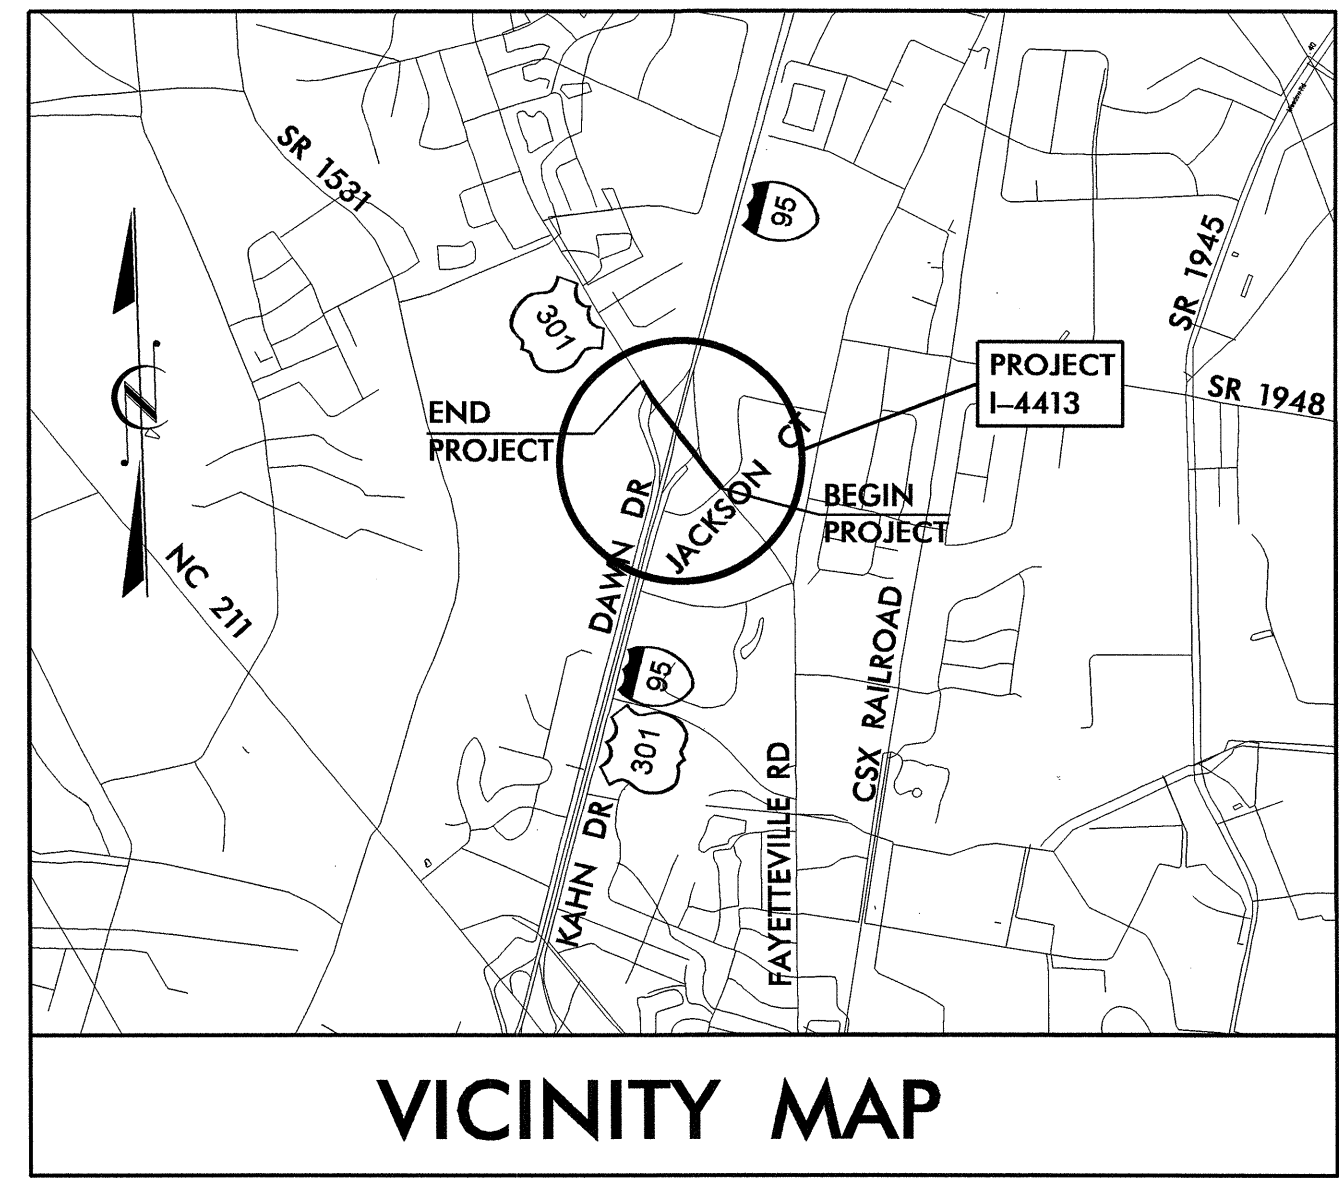 SR 1531
95
SR 1945
301
PROJECT
I-4413
SR 1948
END
PROJECT
JACKSON CT
BEGIN
PROJECT
DAWN DR
N
NC 211
95
301
CSX RAILROAD
FAYETTEVILLE RD
KAHN DR
VICINITY MAP